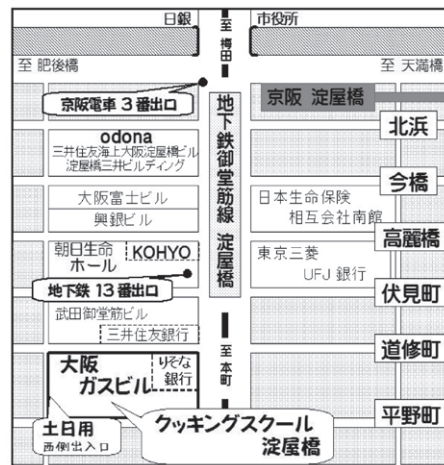 日銀
至梅田
市役所
至 肥後橋
至 天満橋
京阪電車 3 番出口
京阪 淀屋橋
北浜
地下鉄御堂筋線 淀屋橋
odona
三井住友海上大阪淀屋橋ビル
淀屋橋三井ビルディング
今橋
大阪富士ビル
興銀ビル
日本生命保険
相互会社南館
高麗橋
朝日生命
ホール
KOHYO
東京三菱
UFJ 銀行
地下鉄 13 番出口
伏見町
武田御堂筋ビル
三井住友銀行
道修町
至本町
大阪
ガスビル
りそな
銀行
クッキングスクール
淀屋橋
平野町
土日用
西側出入口